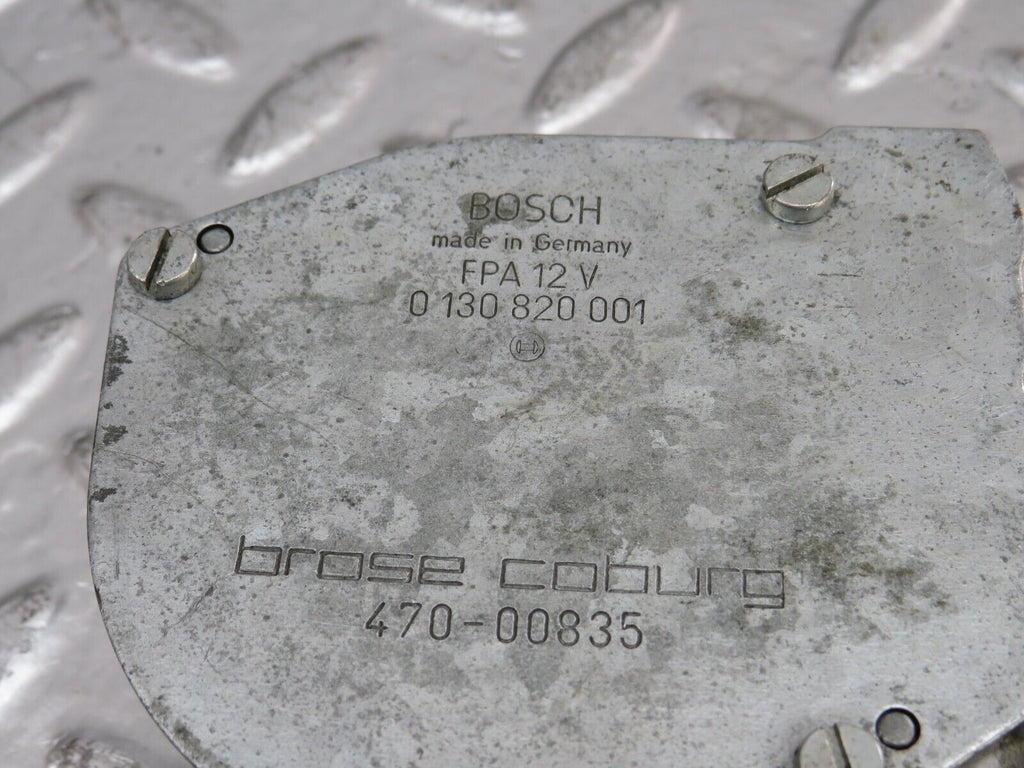 BOSCH
made in Germany
FPA 12 V
0 130 820 001
brose coburg
470-00835